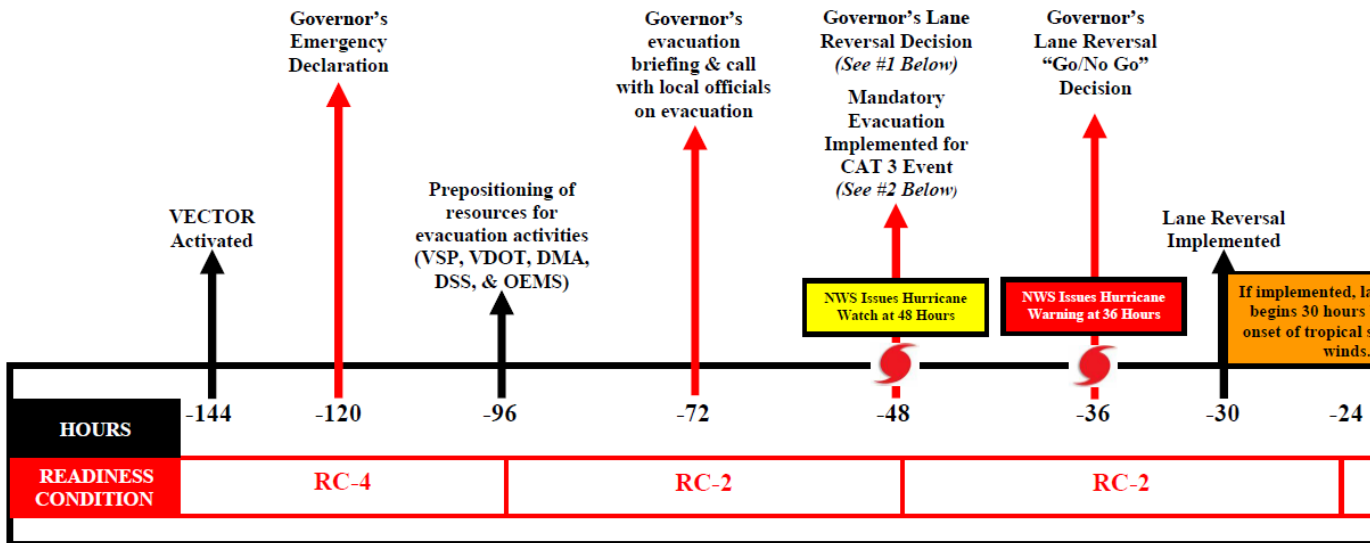 Governor's
Emergency
Declaration
Governor's
evacuation
briefing & call
with local officials
on evacuation
Governor's Lane
Reversal Decision
(See #1 Below)
Mandatory
Evacuation
Implemented for
CAT 3 Event
(See #2 Below)
Governor's
Lane Reversal
“Go/No Go”
Decision
VECTOR
Activated
Prepositioning of
resources for
evacuation activities
(VSP, VDOT, DMA,
DSS, & OEMS)
Lane Reversal
Implemented
NWS Issues Hurricane
Watch at 48 Hours
NWS Issues Hurricane
Warning at 36 Hours
If implemented, la
begins 30 hours
onset of tropical s
winds.
HOURS
-144
-120
-96
-72
-48
-36
-30
-24
READINESS
CONDITION
RC-4
RC-2
RC-2